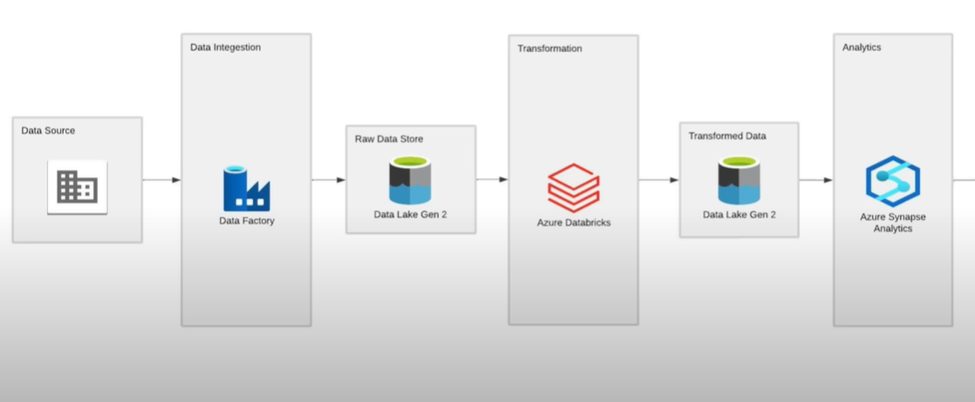 Data Source
Data Integestion
Data Factory
Raw Data Store
Data Lake Gen 2
Transformation
Azure Databricks
Transformed Data
Data Lake Gen 2
Analytics
Azure Synapse
Analytics